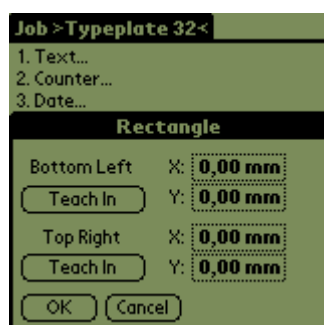 Job >Typeplate 32<
1. Text...
2. Counter...
3. Date...
Rectangle
Bottom Left X: 0,00 mm
Teach In Y: 0,00 mm
Top Right X: 0,00 mm
Teach In Y: 0,00 mm
OK Cancel